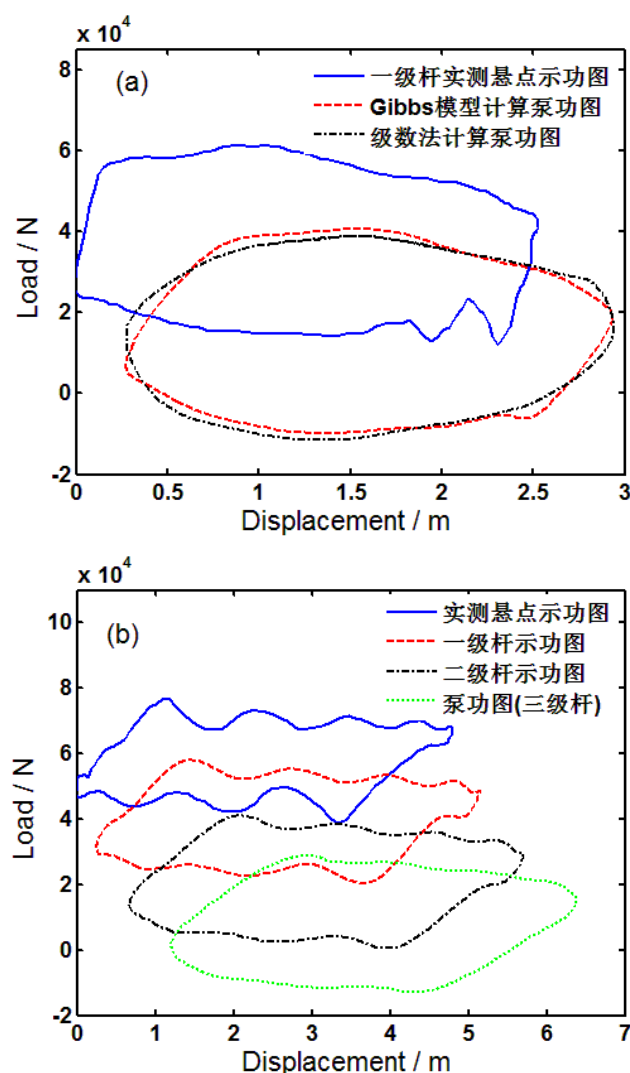 x 10⁴
8
6
4
2
0
-2
Load / N
(a)
一级杆实测悬点示功图
Gibbs模型计算泵功图
级数法计算泵功图
0 0.5 1 1.5 2 2.5 3
Displacement / m
x 10⁴
10
8
6
4
2
0
-2
Load / N
(b)
实测悬点示功图
一级杆示功图
二级杆示功图
泵功图(三级杆)
0 1 2 3 4 5 6 7
Displacement / m